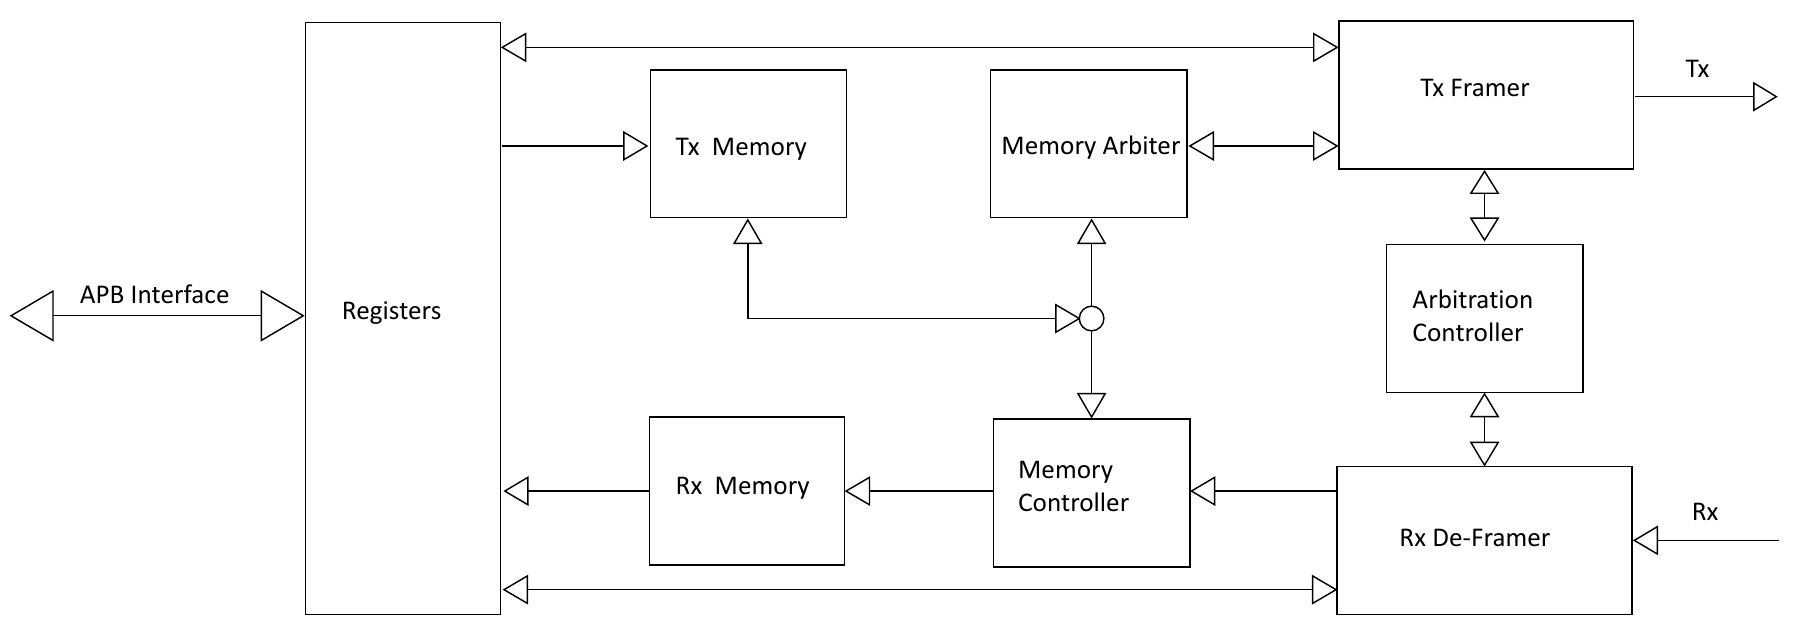 Tx Framer
Tx
Tx Memory
Memory Arbiter
APB Interface
Registers
Arbitration
Controller
Rx Memory
Memory
Controller
Rx De-Framer
Rx